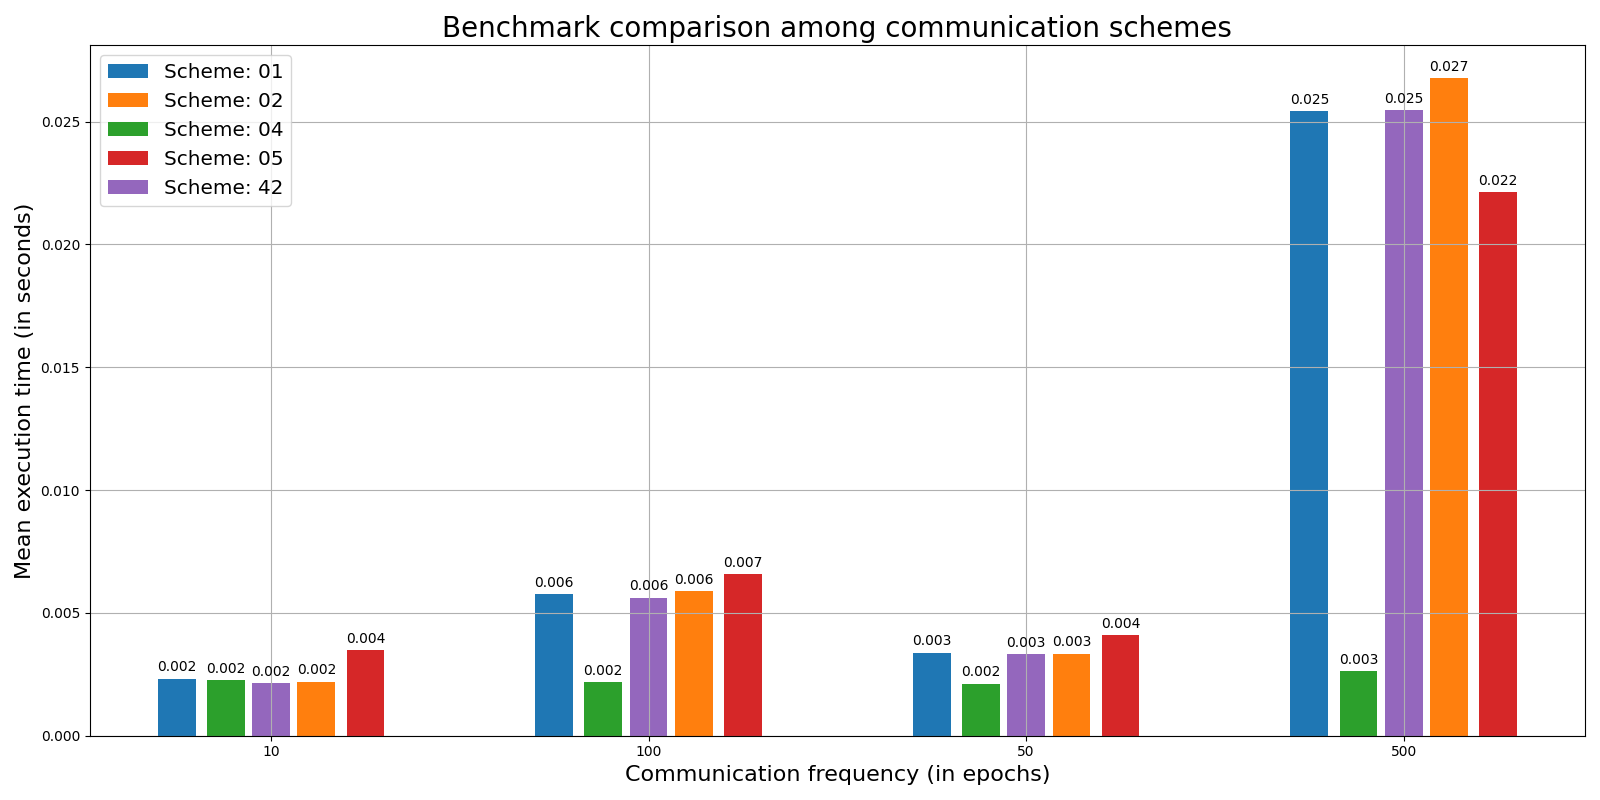 Benchmark comparison among communication schemes
Scheme: 01
Scheme: 02
Scheme: 04
Scheme: 05
Scheme: 42
Mean execution time (in seconds)
0.025
0.020
0.015
0.010
0.005
0.000
0.002 0.002 0.002 0.002 0.004
0.006 0.002 0.006 0.006 0.007
0.003 0.002 0.003 0.003 0.004
0.025 0.003 0.025 0.027 0.022
10 100 50 500
Communication frequency (in epochs)